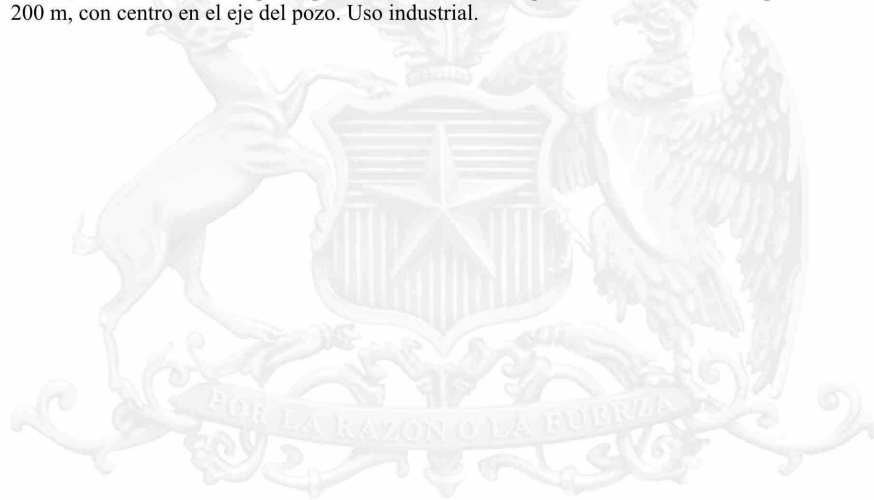 200 m, con centro en el eje del pozo. Uso industrial.
POR LA RAZON O LA FUERZA